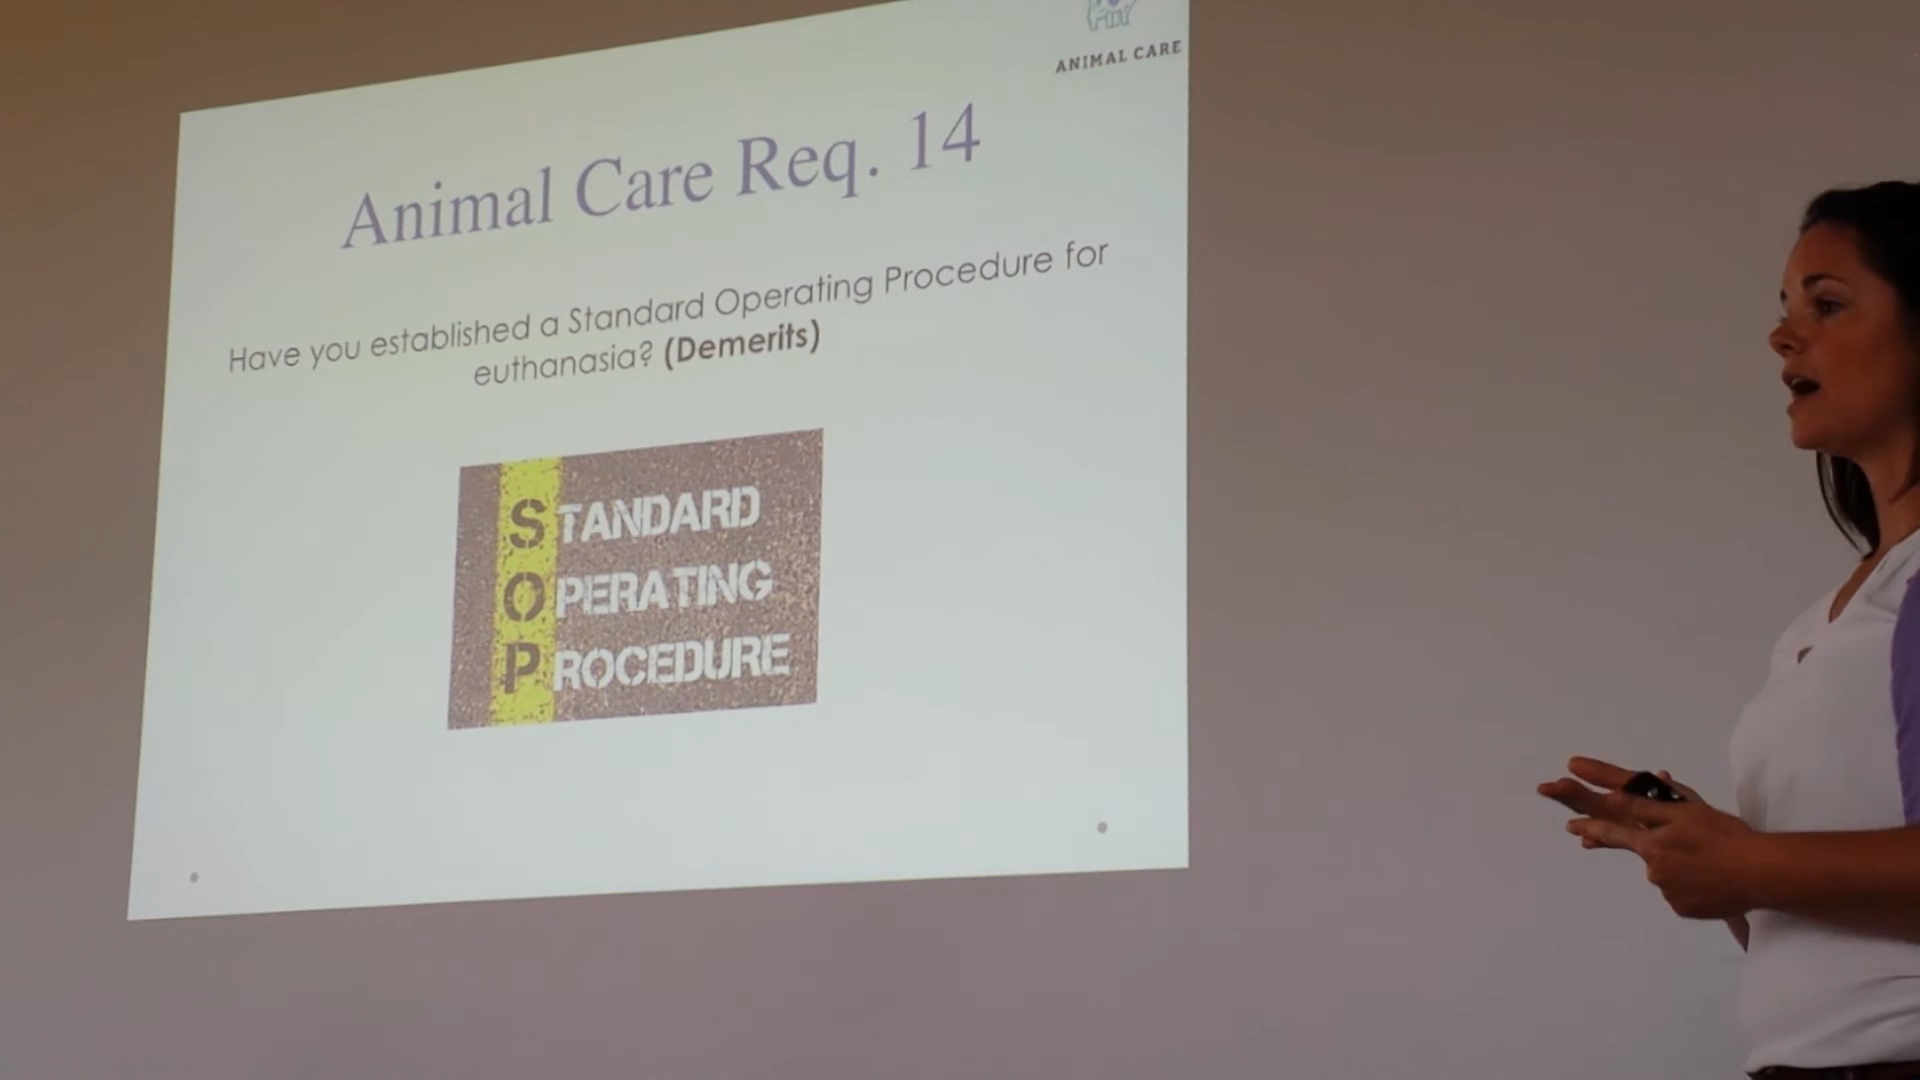 ANIMAL CARE
Animal Care Req. 14
Have you established a Standard Operating Procedure for
euthanasia? (Demerits)
STANDARD
OPERATING
PROCEDURE